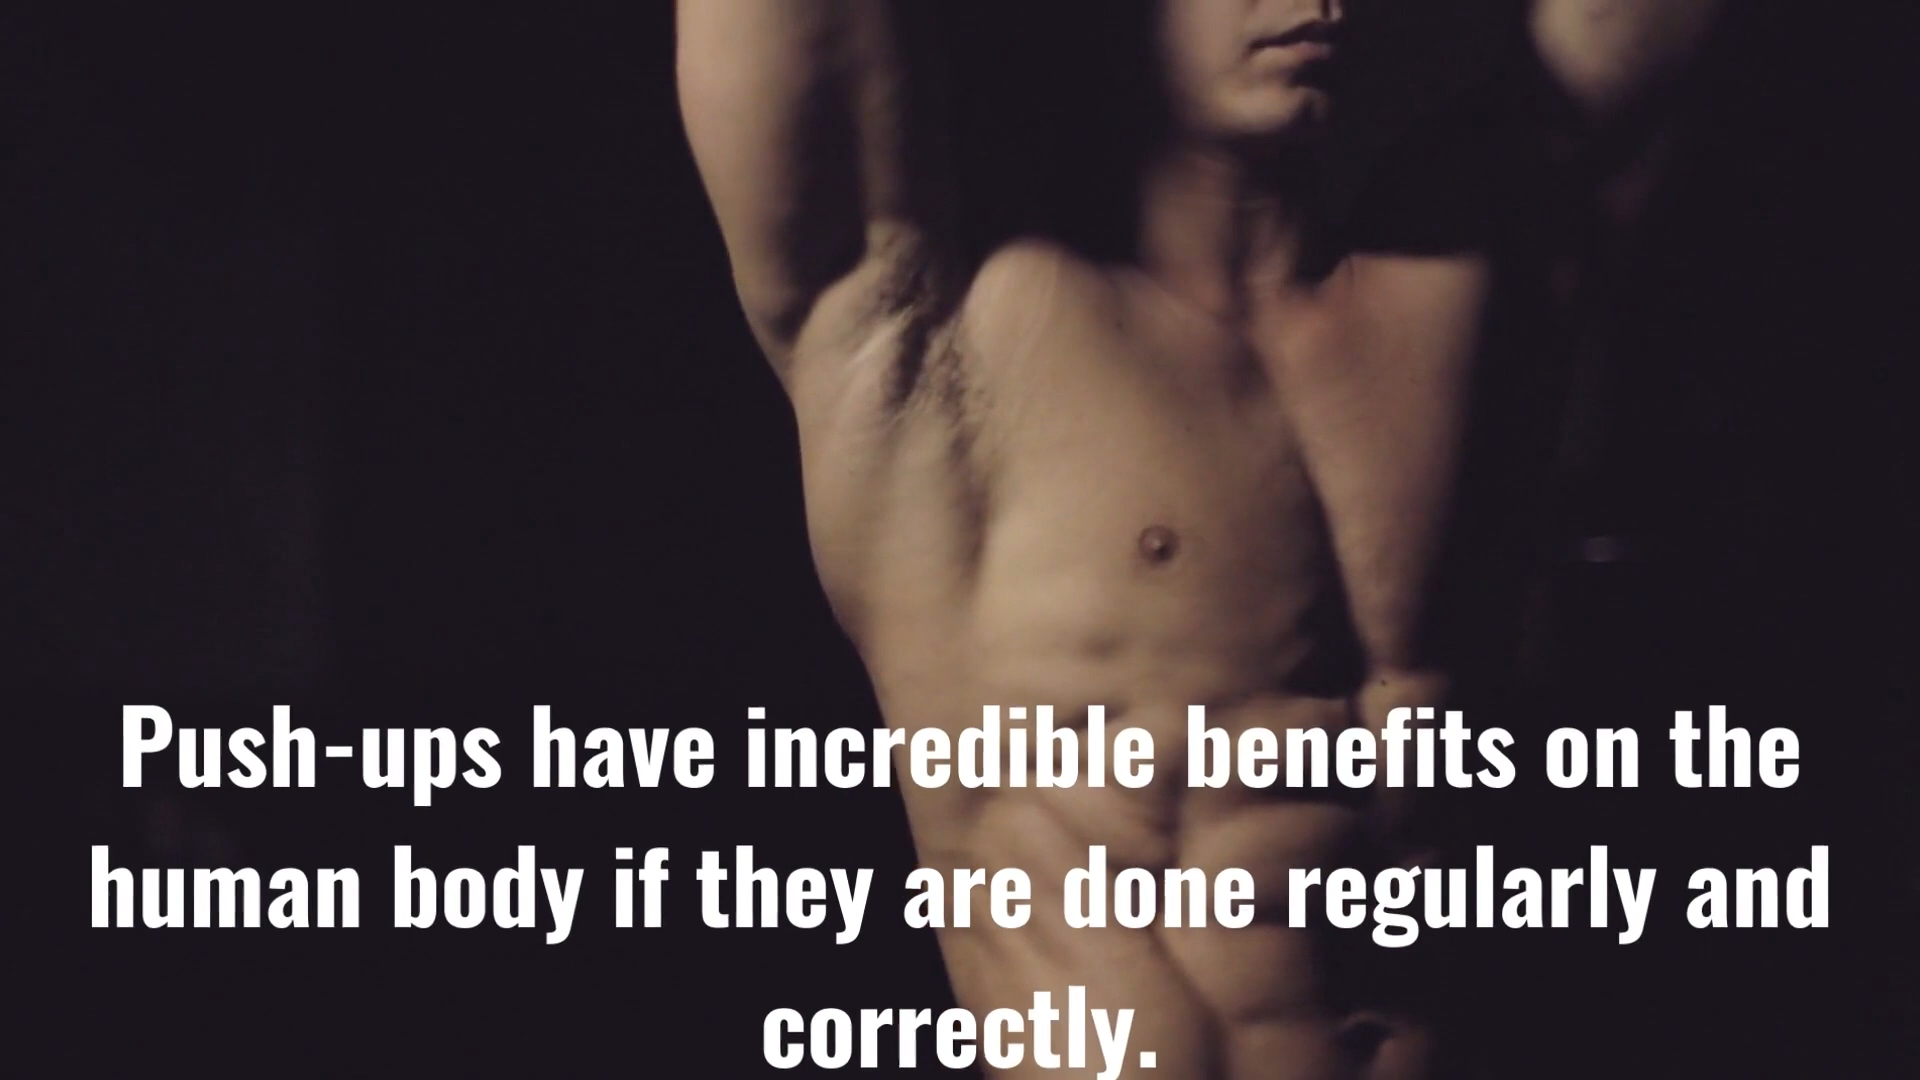 Push-ups have incredible benefits on the
human body if they are done regularly and
correctly.